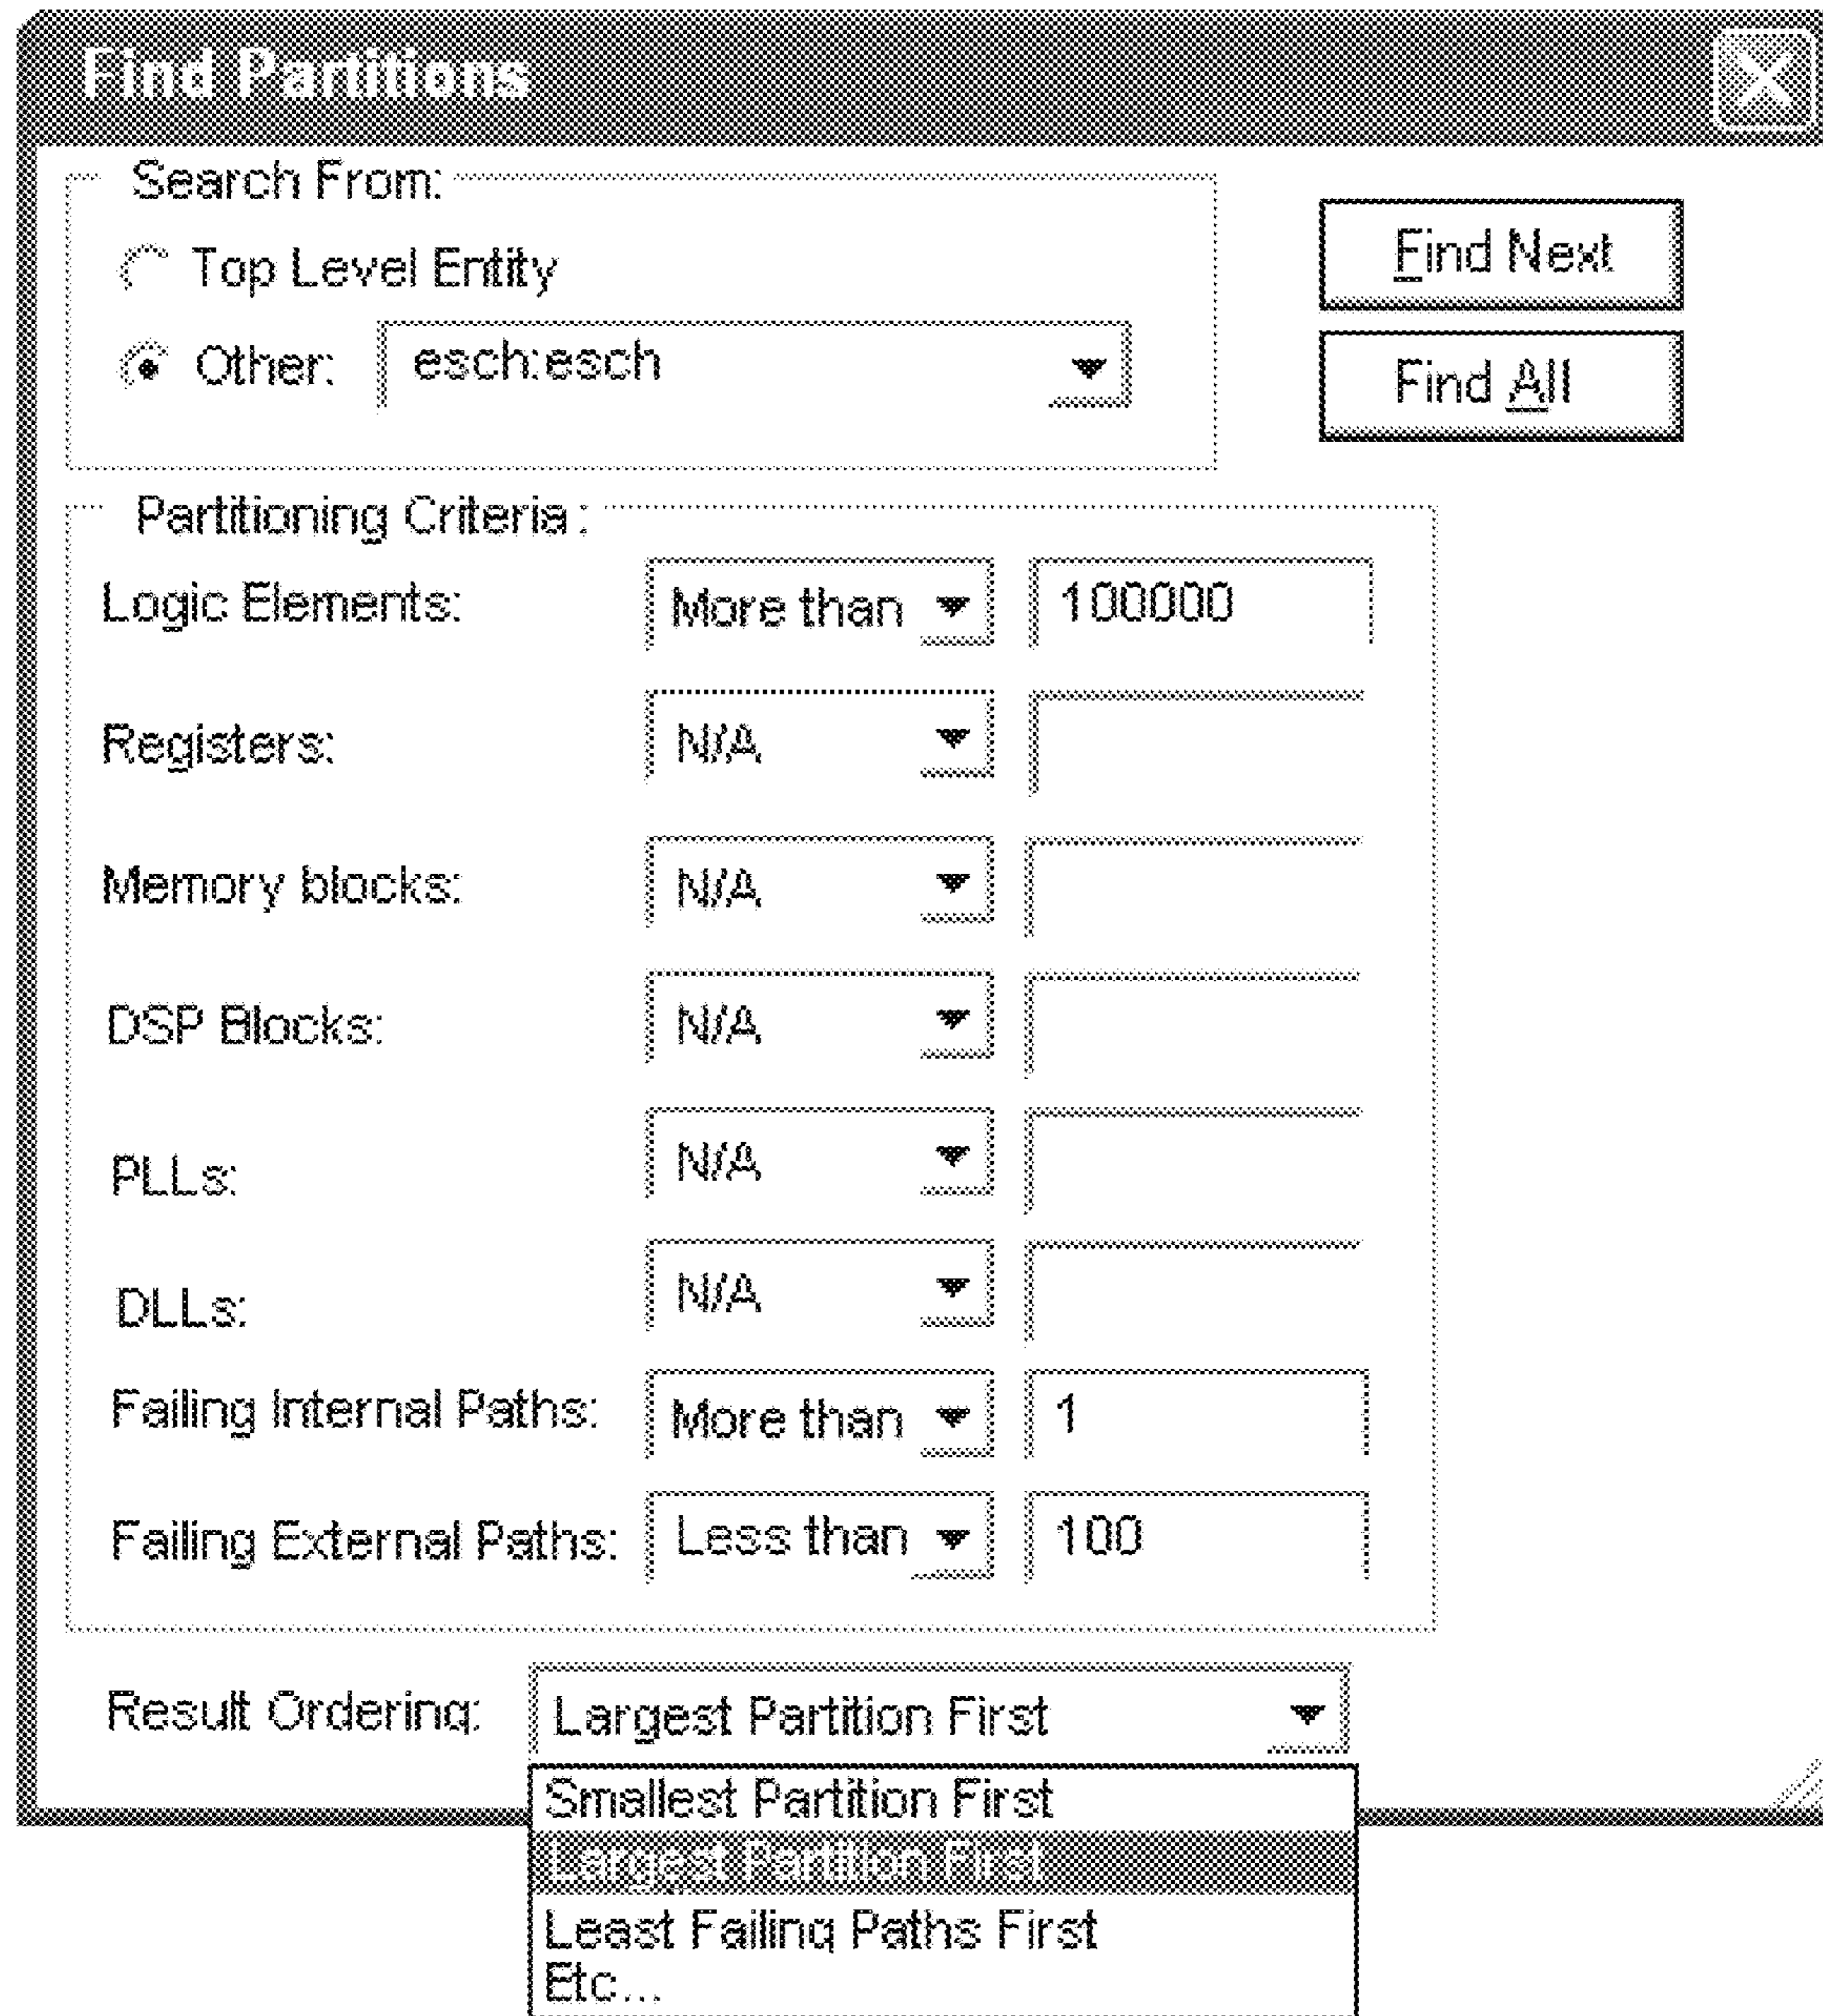 Find Partitions
Search From:
Top Level Entity
Other: esch:esch
Find Next
Find All
Partitioning Criteria:
Logic Elements: More than 100000
Registers: N/A
Memory blocks: N/A
DSP Blocks: N/A
PLLs: N/A
DLLs: N/A
Failing Internal Paths: More than 1
Failing External Paths: Less than 100
Result Ordering: Largest Partition First
Smallest Partition First
Largest Partition First
Least Failing Paths First
Etc...